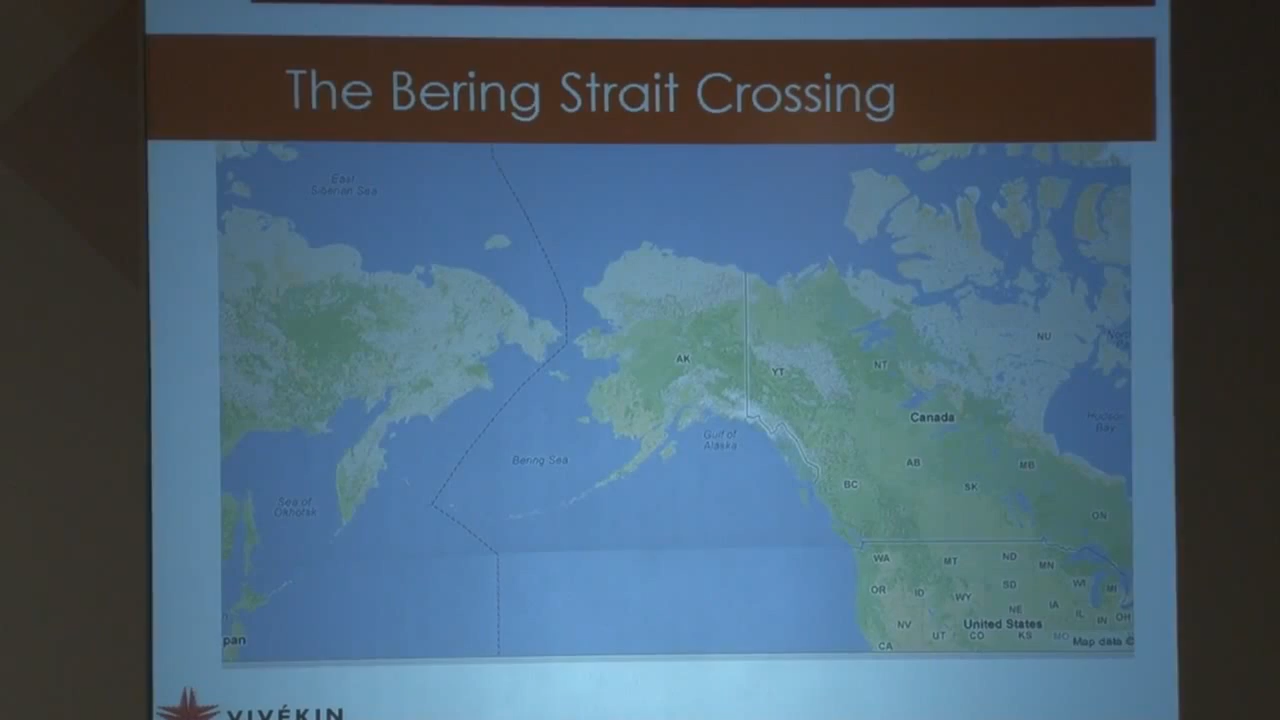 The Bering Strait Crossing
East
Siberian Sea
AK
YT
NT
NU
Canada
Hudson
Bay
Gulf of
Alaska
Bering Sea
AB
MB
BC
SK
Sea of
Okhotsk
ON
WA
MT
ND
MN
OR
ID
SD
WI
MI
WY
IA
NE
IL
IN
OH
NV
United States
UT
CO
KS
MO
Map data ©
pan
CA
VIVÉKIN